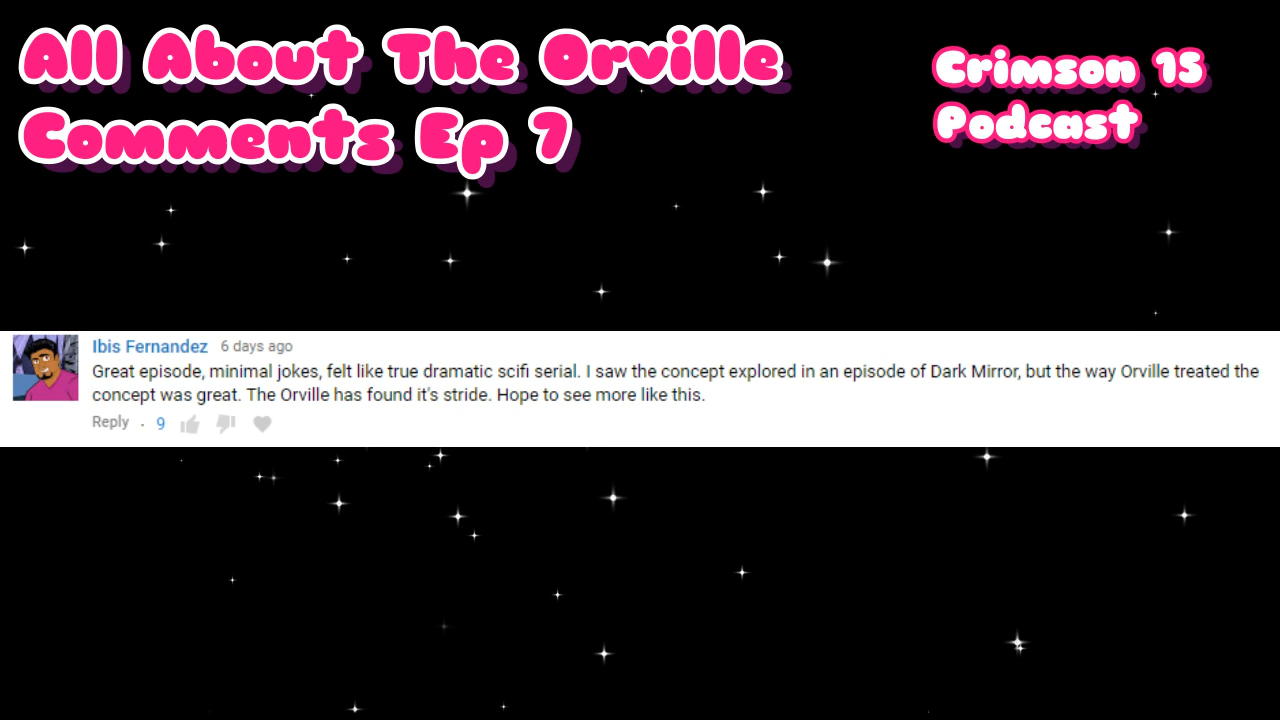 All About The Orville
Comments Ep 7
Crimson 15
Podcast
Ibis Fernandez 6 days ago
Great episode, minimal jokes, felt like true dramatic scifi serial. I saw the concept explored in an episode of Dark Mirror, but the way Orville treated the
concept was great. The Orville has found it's stride. Hope to see more like this.
Reply . 9